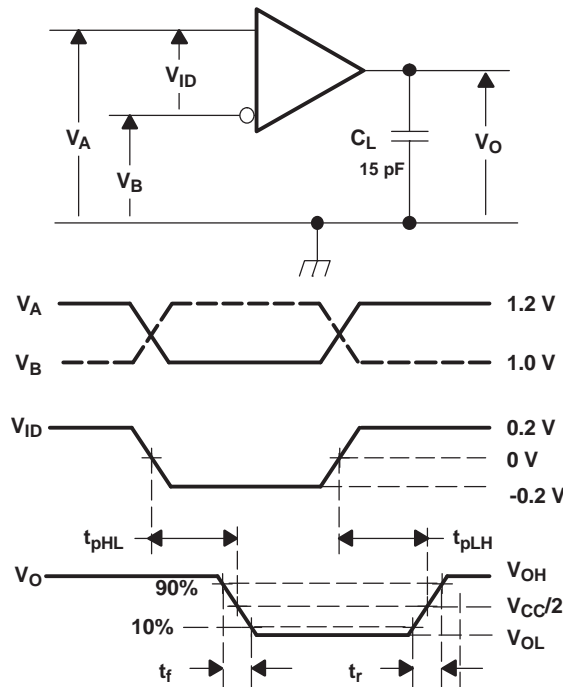 V_ID
V_A
V_B
C_L
15 pF
V_O
V_A
1.2 V
V_B
1.0 V
V_ID
0.2 V
0 V
-0.2 V
t_pHL
t_pLH
V_O
V_OH
90%
V_CC/2
10%
V_OL
t_f
t_r